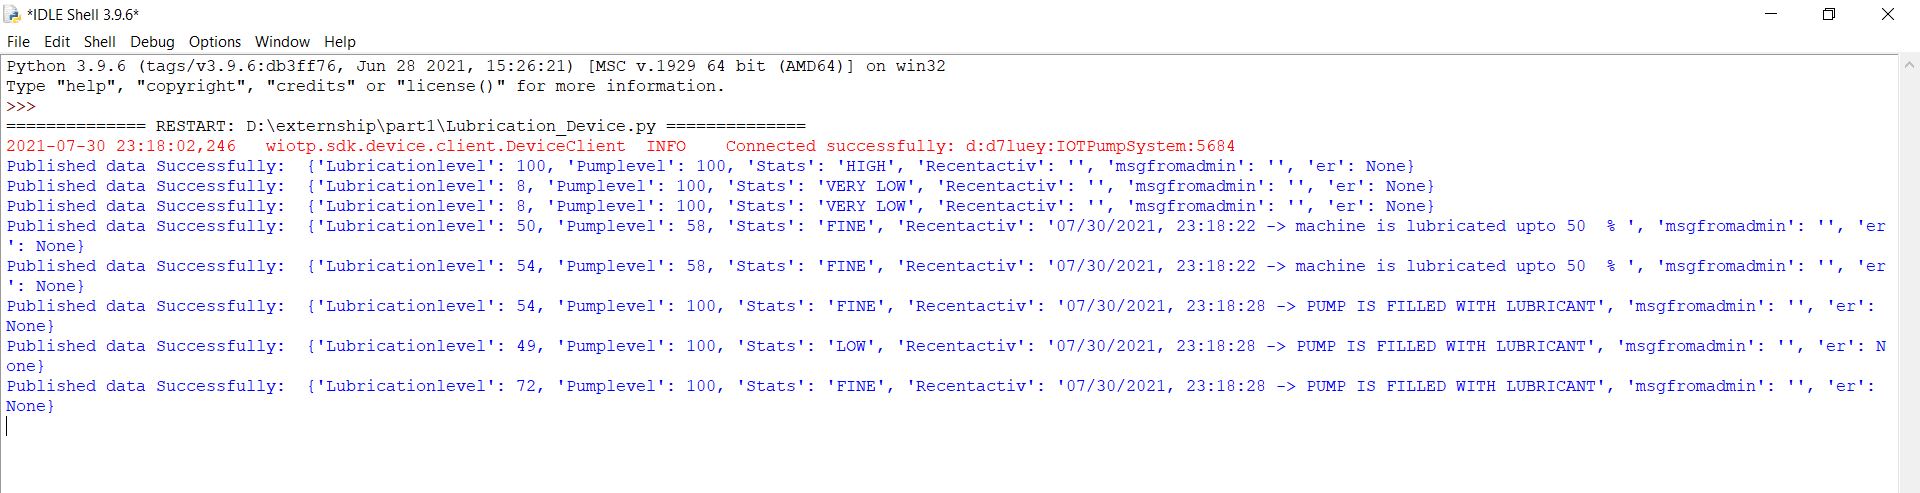 *IDLE Shell 3.9.6*
File Edit Shell Debug Options Window Help
Python 3.9.6 (tags/v3.9.6:db3ff76, Jun 28 2021, 15:26:21) [MSC v.1929 64 bit (AMD64)] on win32
Type "help", "copyright", "credits" or "license()" for more information.
>>>
============== RESTART: D:\externship\part1\Lubrication_Device.py ==============
2021-07-30 23:18:02,246   wiotp.sdk.device.client.DeviceClient  INFO    Connected successfully: d:d7luey:IOTPumpSystem:5684
Published data Successfully:  {'Lubricationlevel': 100, 'Pumplevel': 100, 'Stats': 'HIGH', 'Recentactiv': '', 'msgfromadmin': '', 'er': None}
Published data Successfully:  {'Lubricationlevel': 8, 'Pumplevel': 100, 'Stats': 'VERY LOW', 'Recentactiv': '', 'msgfromadmin': '', 'er': None}
Published data Successfully:  {'Lubricationlevel': 8, 'Pumplevel': 100, 'Stats': 'VERY LOW', 'Recentactiv': '', 'msgfromadmin': '', 'er': None}
Published data Successfully:  {'Lubricationlevel': 50, 'Pumplevel': 58, 'Stats': 'FINE', 'Recentactiv': '07/30/2021, 23:18:22 -> machine is lubricated upto 50  % ', 'msgfromadmin': '', 'er
': None}
Published data Successfully:  {'Lubricationlevel': 54, 'Pumplevel': 58, 'Stats': 'FINE', 'Recentactiv': '07/30/2021, 23:18:22 -> machine is lubricated upto 50  % ', 'msgfromadmin': '', 'er
': None}
Published data Successfully:  {'Lubricationlevel': 54, 'Pumplevel': 100, 'Stats': 'FINE', 'Recentactiv': '07/30/2021, 23:18:28 -> PUMP IS FILLED WITH LUBRICANT', 'msgfromadmin': '', 'er':
None}
Published data Successfully:  {'Lubricationlevel': 49, 'Pumplevel': 100, 'Stats': 'LOW', 'Recentactiv': '07/30/2021, 23:18:28 -> PUMP IS FILLED WITH LUBRICANT', 'msgfromadmin': '', 'er': N
one}
Published data Successfully:  {'Lubricationlevel': 72, 'Pumplevel': 100, 'Stats': 'FINE', 'Recentactiv': '07/30/2021, 23:18:28 -> PUMP IS FILLED WITH LUBRICANT', 'msgfromadmin': '', 'er':
None}